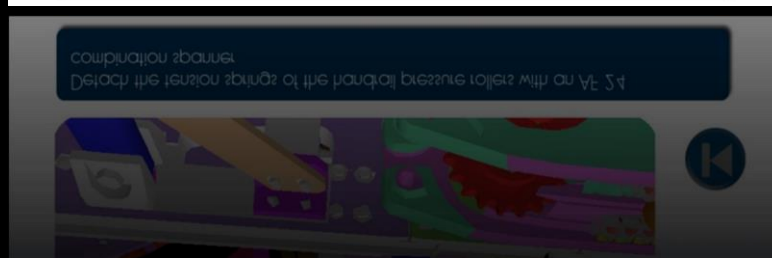 Detach the tension springs of the handrail pressure rollers with an AF 24
combination spanner